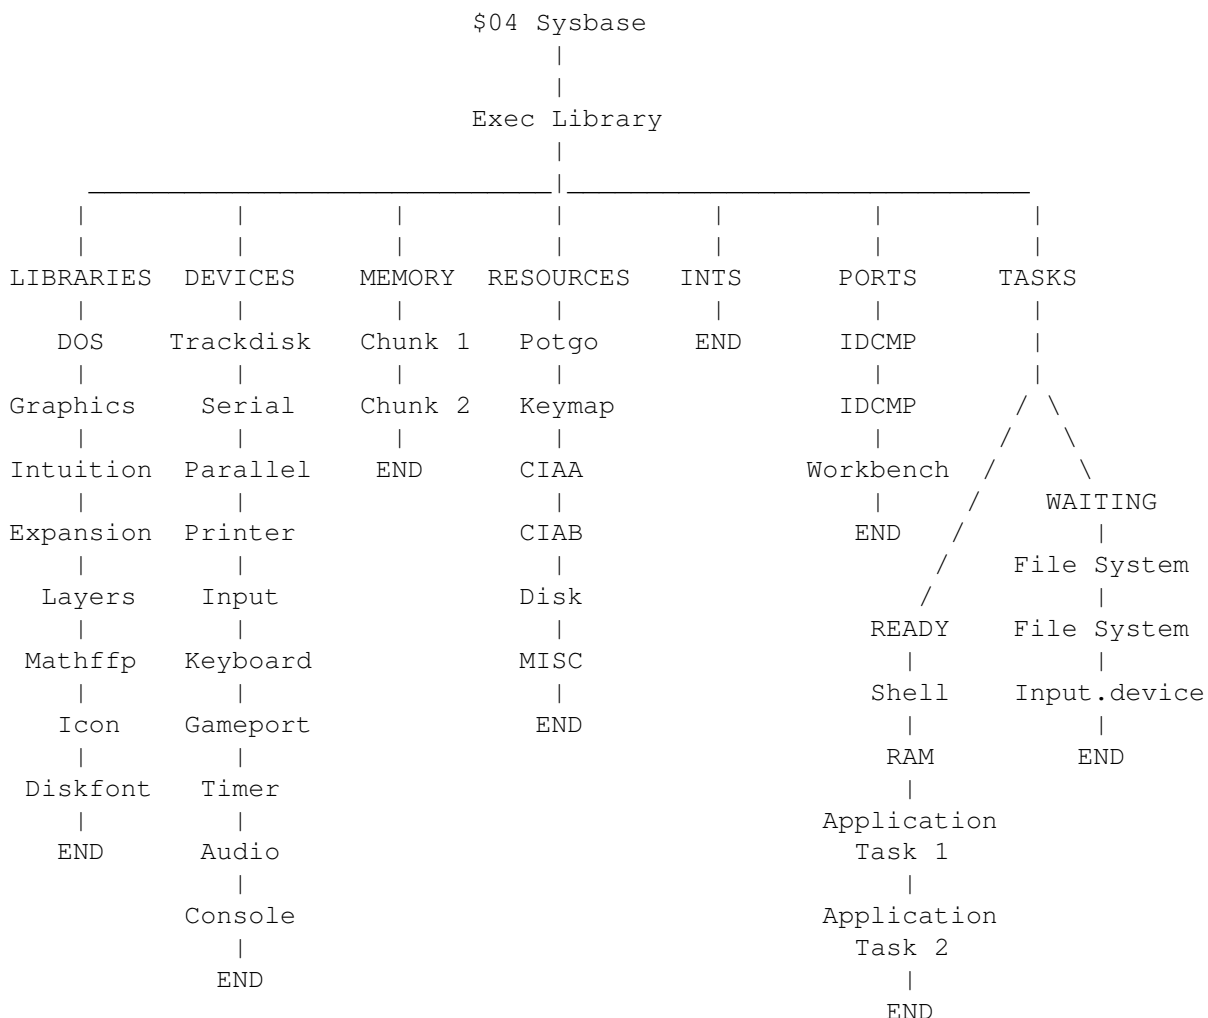 $04 Sysbase
Exec Library
LIBRARIES DEVICES MEMORY RESOURCES INTS PORTS TASKS
DOS Trackdisk Chunk 1 Potgo END IDCMP
Graphics Serial Chunk 2 Keymap IDCMP
Intuition Parallel END CIAA Workbench
WAITING
Expansion Printer CIAB END
File System
Layers Input Disk
READY File System
Mathffp Keyboard MISC
Shell Input.device
Icon Gameport END
RAM END
Diskfont Timer
Application
END Audio Task 1
Console Application
Task 2
END
END